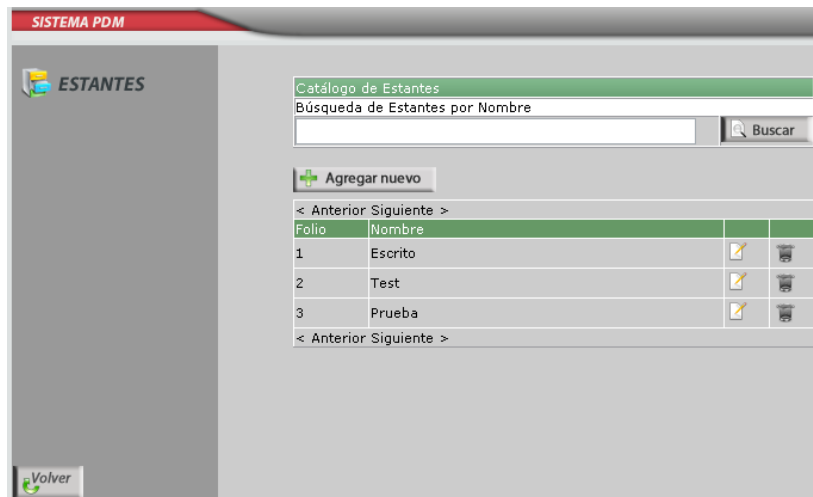 SISTEMA PDM
ESTANTES
Catálogo de Estantes
Búsqueda de Estantes por Nombre
Buscar
Agregar nuevo
< Anterior Siguiente >
Folio Nombre
1 Escrito
2 Test
3 Prueba
< Anterior Siguiente >
Volver